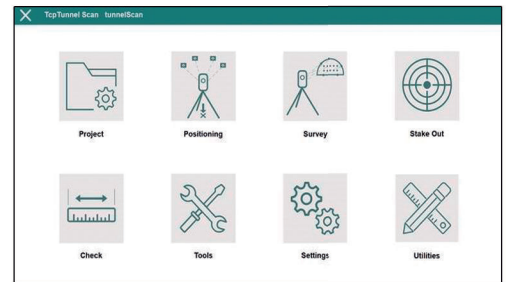 TcpTunnel Scan tunnelScan
Project Positioning Survey Stake Out
Check Tools Settings Utilities